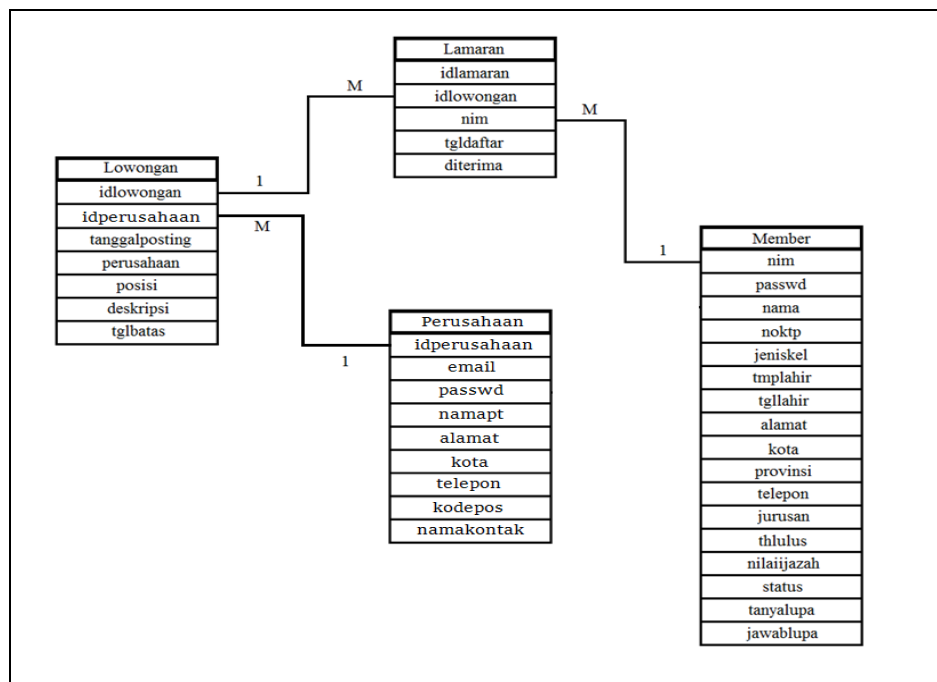 Lamaran
idlamaran
idlowongan
nim
tgldaftar
diterima
M
M
Lowongan
idlowongan
idperusahaan
tanggalposting
perusahaan
posisi
deskripsi
tglbatas
1
M
Perusahaan
idperusahaan
email
passwd
namapt
alamat
kota
telepon
kodepos
namakontak
1
Member
nim
passwd
nama
noktp
jeniskel
tmplahir
tgllahir
alamat
kota
provinsi
telepon
jurusan
thlulus
nilaiijazah
status
tanyalupa
jawablupa
1